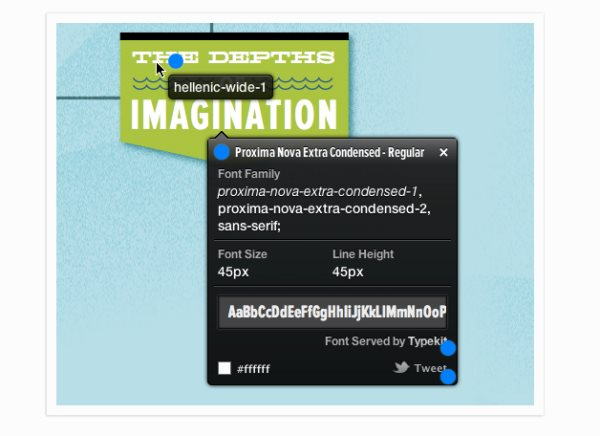 THE DEPTHS
hellenic-wide-1
IMAGINATION
Proxima Nova Extra Condensed - Regular
Font Family
proxima-nova-extra-condensed-1,
proxima-nova-extra-condensed-2,
sans-serif;
Font Size Line Height
45px 45px
AaBbCcDdEeFfGgHhIiJjKkLlMmNnOoP
Font Served by Typekit
#ffffff Tweet